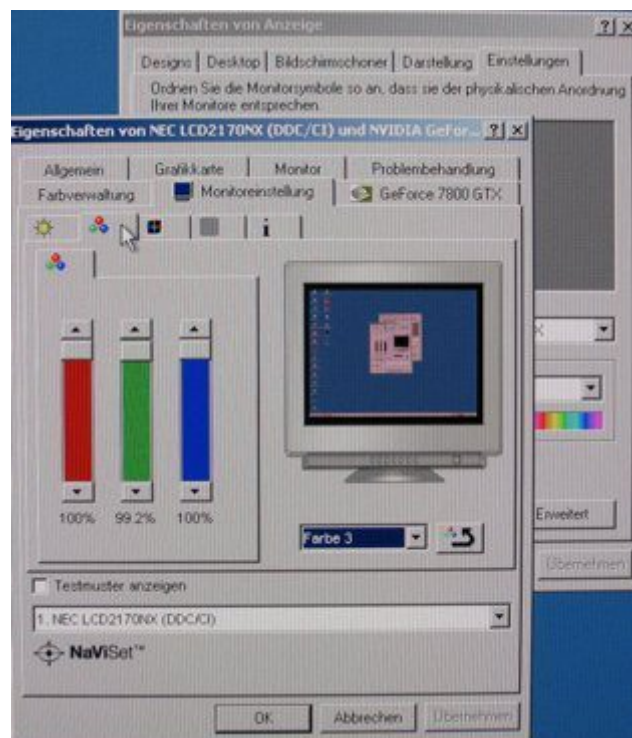 Eigenschaften von Anzeige
Designs Desktop Bildschirmschoner Darstellung Einstellungen
Ordnen Sie die Monitorsymbole so an, dass sie der physikalischen Anordnung
Ihrer Monitore entsprechen.
Eigenschaften von NEC LCD2170NX (DDC/CI) und NVIDIA GeFor...
Allgemein Grafikkarte Monitor Problembehandlung
Farbverwaltung Monitoreinstellung GeForce 7800 GTX
X
100% 99.2% 100%
Farbe 3
Erweitert
Übernehmen
Testmuster anzeigen
1. NEC LCD2170NX (DDC/CI)
NaViSet™
OK Abbrechen Übernehmen